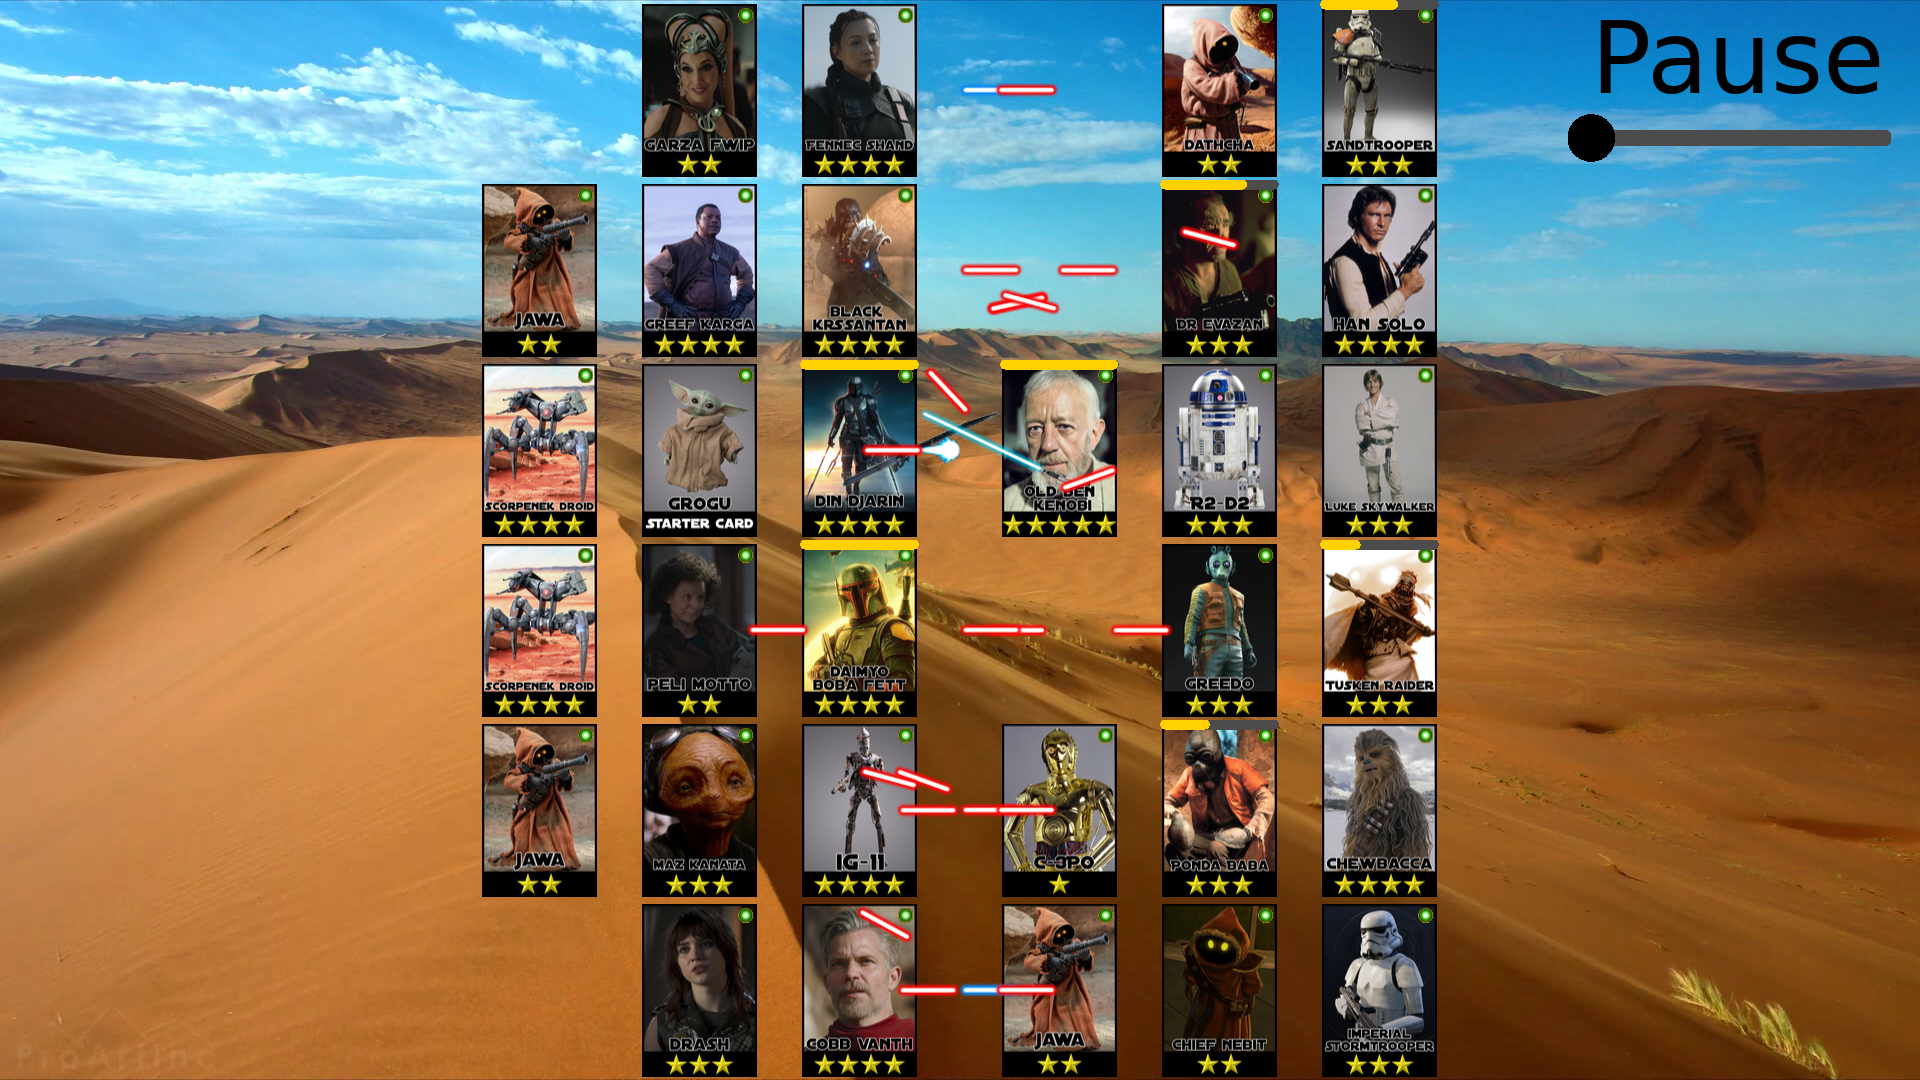 Pause
GARZA FWIP
FENNEC SHAND
DATHCHA
SANDTROOPER
JAWA
GREEF KARGA
BLACK
KRSSANTAN
DR EVAZAN
HAN SOLO
SCORPENEK DROID
GROGU
STARTER CARD
DIN DJARIN
OLD BEN
KENOBI
R2-D2
LUKE SKYWALKER
SCORPENEK DROID
PELI MOTTO
DAIMYO
BOBA FETT
GREEDO
TUSKEN RAIDER
JAWA
MAZ KANATA
IG-11
C-3PO
PONDA BABA
CHEWBACCA
DRASH
COBB VANTH
JAWA
CHIEF NEBIT
IMPERIAL
STORMTROOPER